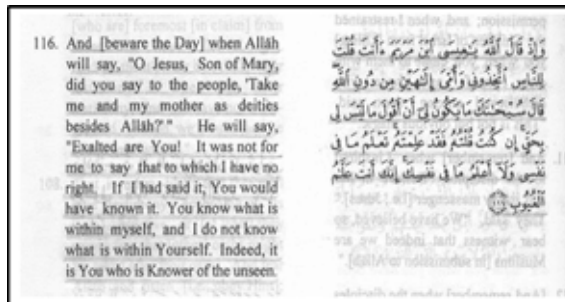 116. And [beware the Day] when Allāh
will say, "O Jesus, Son of Mary,
did you say to the people, 'Take
me and my mother as deities
besides Allāh?'" He will say,
"Exalted are You! It was not for
me to say that to which I have no
right. If I had said it, You would
have known it. You know what is
within myself, and I do not know
what is within Yourself. Indeed, it
is You who is Knower of the unseen.
وَإِذْ قَالَ ٱللَّهُ يَـٰعِيسَى ٱبْنَ مَرْيَمَ ءَأَنتَ قُلْتَ
لِلنَّاسِ ٱتَّخِذُونِى وَأُمِّىَ إِلَـٰهَيْنِ مِن دُونِ ٱللَّهِ
قَالَ سُبْحَـٰنَكَ مَا يَكُونُ لِىٓ أَنْ أَقُولَ مَا لَيْسَ لِى
بِحَقٍّ إِن كُنتُ قُلْتُهُۥ فَقَدْ عَلِمْتَهُۥ تَعْلَمُ مَا فِى
نَفْسِى وَلَآ أَعْلَمُ مَا فِى نَفْسِكَ إِنَّكَ أَنتَ عَلَّـٰمُ
ٱلْغُيُوبِ ١١٦